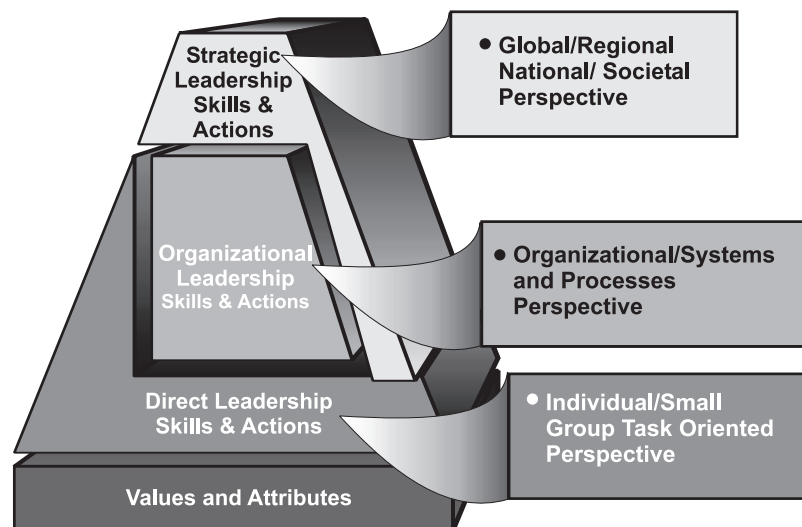 Strategic
Leadership
Skills &
Actions
• Global/Regional
National/ Societal
Perspective
Organizational
Leadership
Skills & Actions
• Organizational/Systems
and Processes
Perspective
Direct Leadership
Skills & Actions
• Individual/Small
Group Task Oriented
Perspective
Values and Attributes